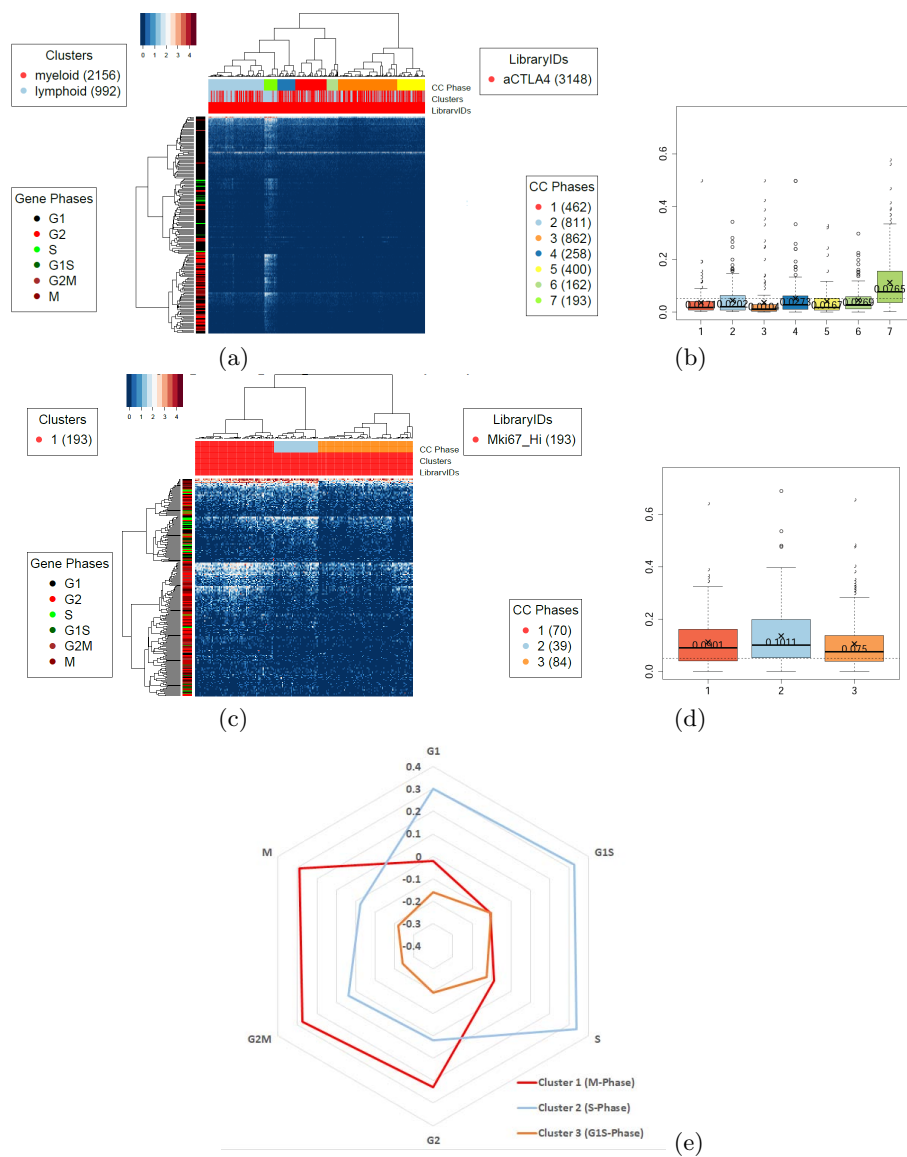 0 1 2 3 4
Clusters
myeloid (2156)
lymphoid (992)
LibraryIDs
aCTLA4 (3148)
CC Phase
Clusters
LibraryIDs
Gene Phases
G1
G2
S
G1S
G2M
M
CC Phases
1 (462)
2 (811)
3 (862)
4 (258)
5 (400)
6 (162)
7 (193)
0.6
0.4
0.2
0.0
0.0765
1 2 3 4 5 6 7
(a)
(b)
0 1 2 3 4
Clusters
1 (193)
LibraryIDs
Mki67_Hi (193)
CC Phase
Clusters
LibraryIDs
Gene Phases
G1
G2
S
G1S
G2M
M
CC Phases
1 (70)
2 (39)
3 (84)
0.6
0.4
0.2
0.0
0.0901 0.1011 0.075
1 2 3
(c)
(d)
G1
0.4
0.3
0.2
0.1
0
-0.1
-0.2
-0.3
-0.4
M
G1S
G2M
S
G2
Cluster 1 (M-Phase)
Cluster 2 (S-Phase)
Cluster 3 (G1S-Phase)
(e)